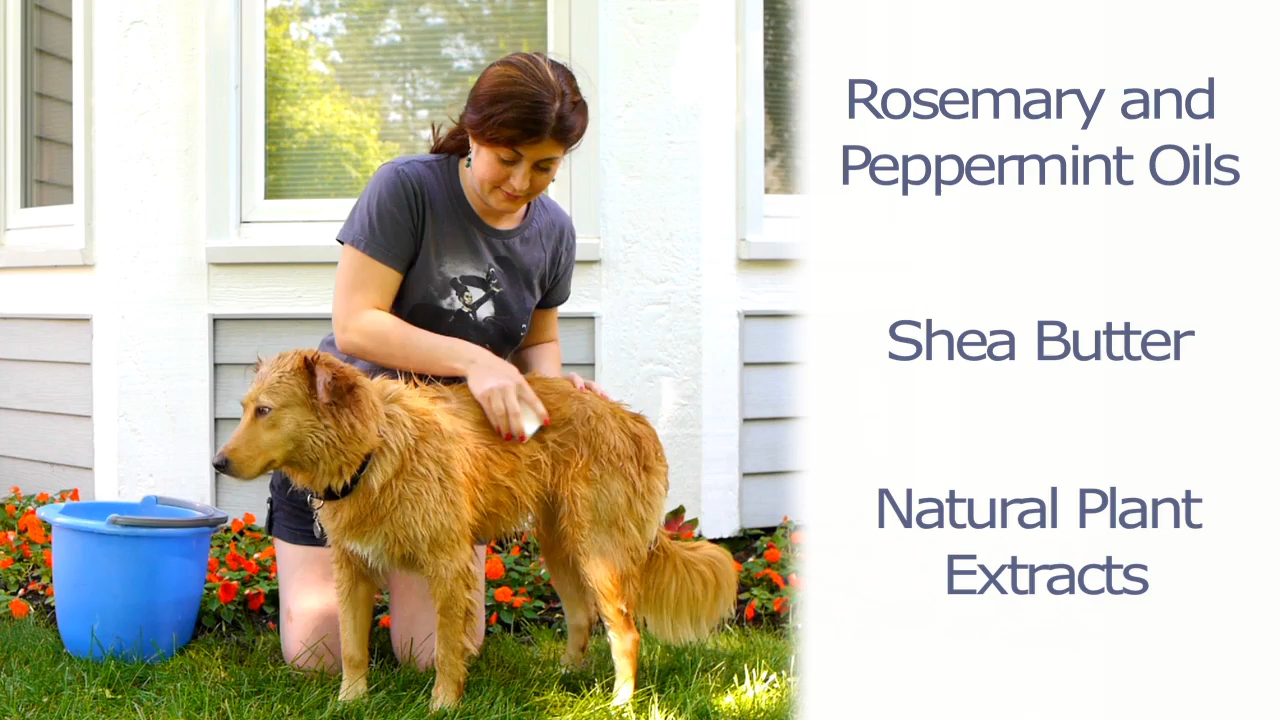 Rosemary and
Peppermint Oils
Shea Butter
Natural Plant
Extracts